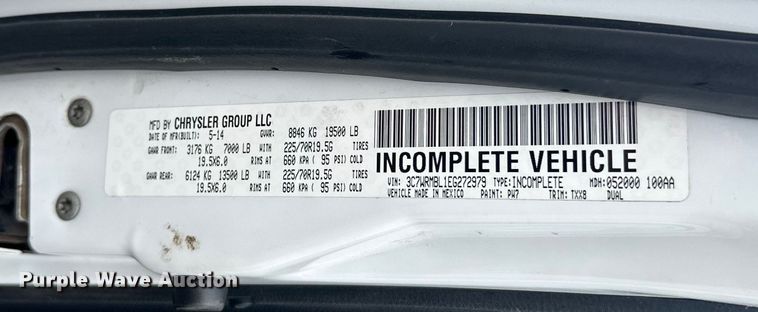 MFD BY CHRYSLER GROUP LLC
DATE OF MFR(BUILT): 5-14 GVWR: 8846 KG 19500 LB
GAWR FRONT: 3176 KG 7000 LB 225/70R19.5G TIRES
19.5X6.0 RIMS AT 660 KPA ( 95 PSI) COLD
GAWR REAR: 6124 KG 13500 LB 225/70R19.5G TIRES
19.5X6.0 RIMS AT 660 KPA ( 95 PSI) COLD
INCOMPLETE VEHICLE
VIN: 3C7WRMBL1EG272979 TYPE:INCOMPLETE MDH:052000 100AA
VEHICLE MADE IN MEXICO PAINT: PW7 TRIM: TXX8 DUAL
Purple Wave Auction